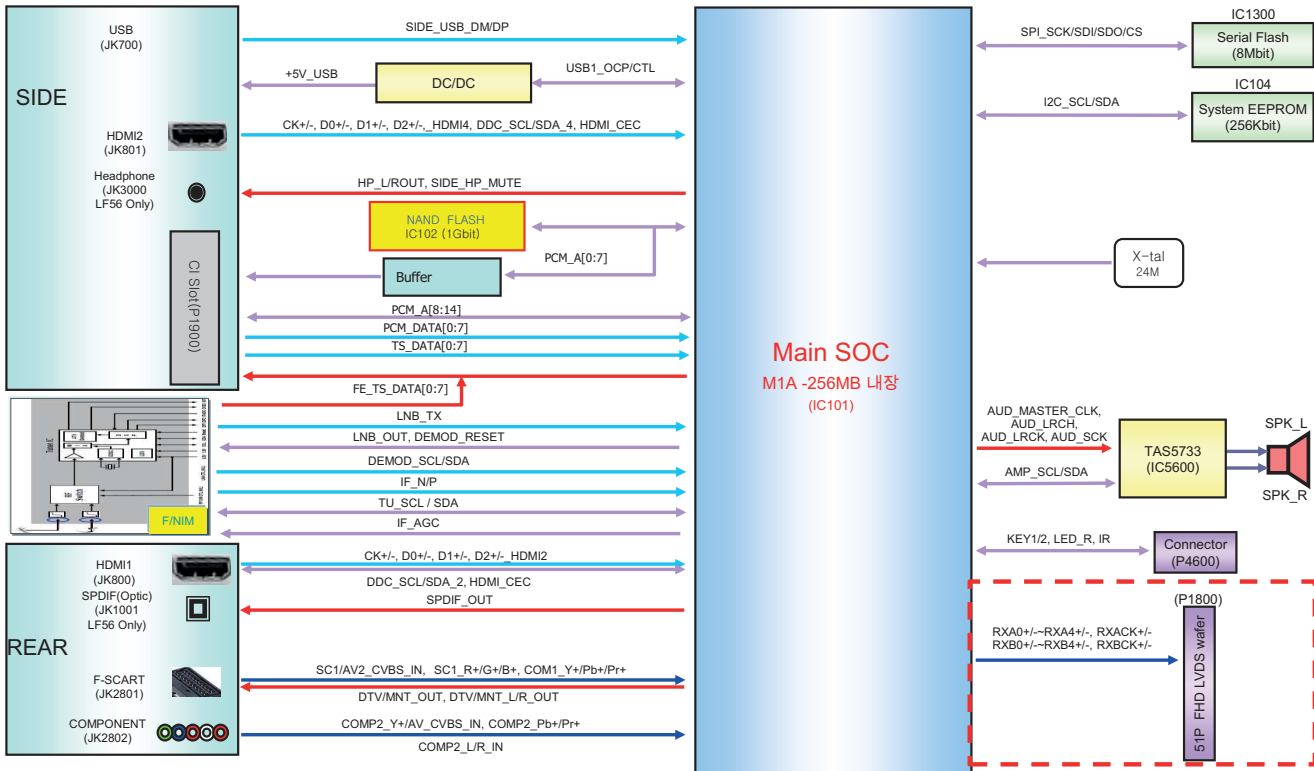 SIDE
USB
(JK700)
SIDE_USB_DM/DP
+5V_USB
DC/DC
USB1_OCP/CTL
HDMI2
(JK801)
CK+/-, D0+/-, D1+/-, D2+/-,_HDMI4, DDC_SCL/SDA_4, HDMI_CEC
Headphone
(JK3000
LF56 Only)
HP_L/ROUT, SIDE_HP_MUTE
NAND FLASH
IC102 (1Gbit)
PCM_A[0:7]
Buffer
CI Slot(P1900)
PCM_A[8:14]
PCM_DATA[0:7]
TS_DATA[0:7]
FE_TS_DATA[0:7]
LNB_TX
LNB_OUT, DEMOD_RESET
DEMOD_SCL/SDA
IF_N/P
TU_SCL / SDA
IF_AGC
F/NIM
REAR
HDMI1
(JK800)
CK+/-, D0+/-, D1+/-, D2+/-_HDMI2
DDC_SCL/SDA_2, HDMI_CEC
SPDIF(Optic)
(JK1001
LF56 Only)
SPDIF_OUT
F-SCART
(JK2801)
SC1/AV2_CVBS_IN, SC1_R+/G+/B+, COM1_Y+/Pb+/Pr+
DTV/MNT_OUT, DTV/MNT_L/R_OUT
COMPONENT
(JK2802)
COMP2_Y+/AV_CVBS_IN, COMP2_Pb+/Pr+
COMP2_L/R_IN
Main SOC
M1A -256MB 내장
(IC101)
SPI_SCK/SDI/SDO/CS
IC1300
Serial Flash
(8Mbit)
I2C_SCL/SDA
IC104
System EEPROM
(256Kbit)
X-tal
24M
AUD_MASTER_CLK,
AUD_LRCH,
AUD_LRCK, AUD_SCK
AMP_SCL/SDA
TAS5733
(IC5600)
SPK_L
SPK_R
KEY1/2, LED_R, IR
Connector
(P4600)
(P1800)
RXA0+/-~RXA4+/-, RXACK+/-
RXB0+/-~RXB4+/-, RXBCK+/-
51P FHD LVDS wafer